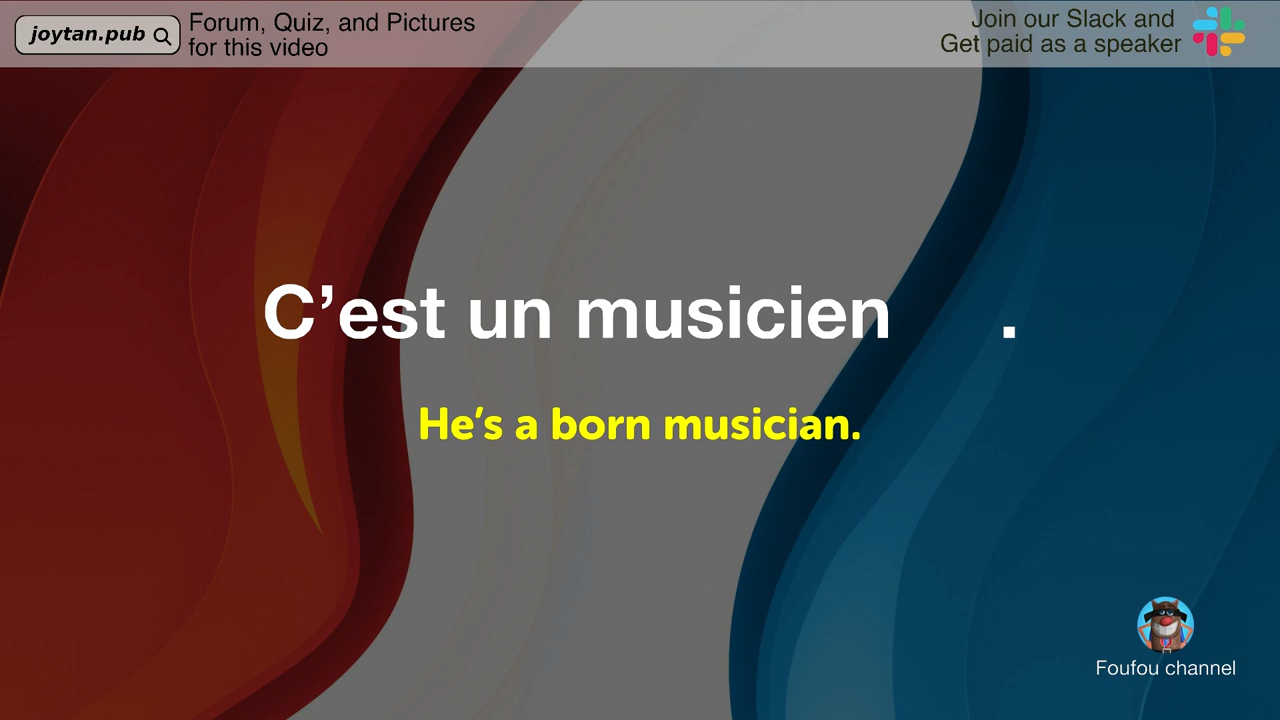 joytan.pub
Forum, Quiz, and Pictures
for this video
Join our Slack and
Get paid as a speaker
C’est un musicien .
He’s a born musician.
Foufou channel